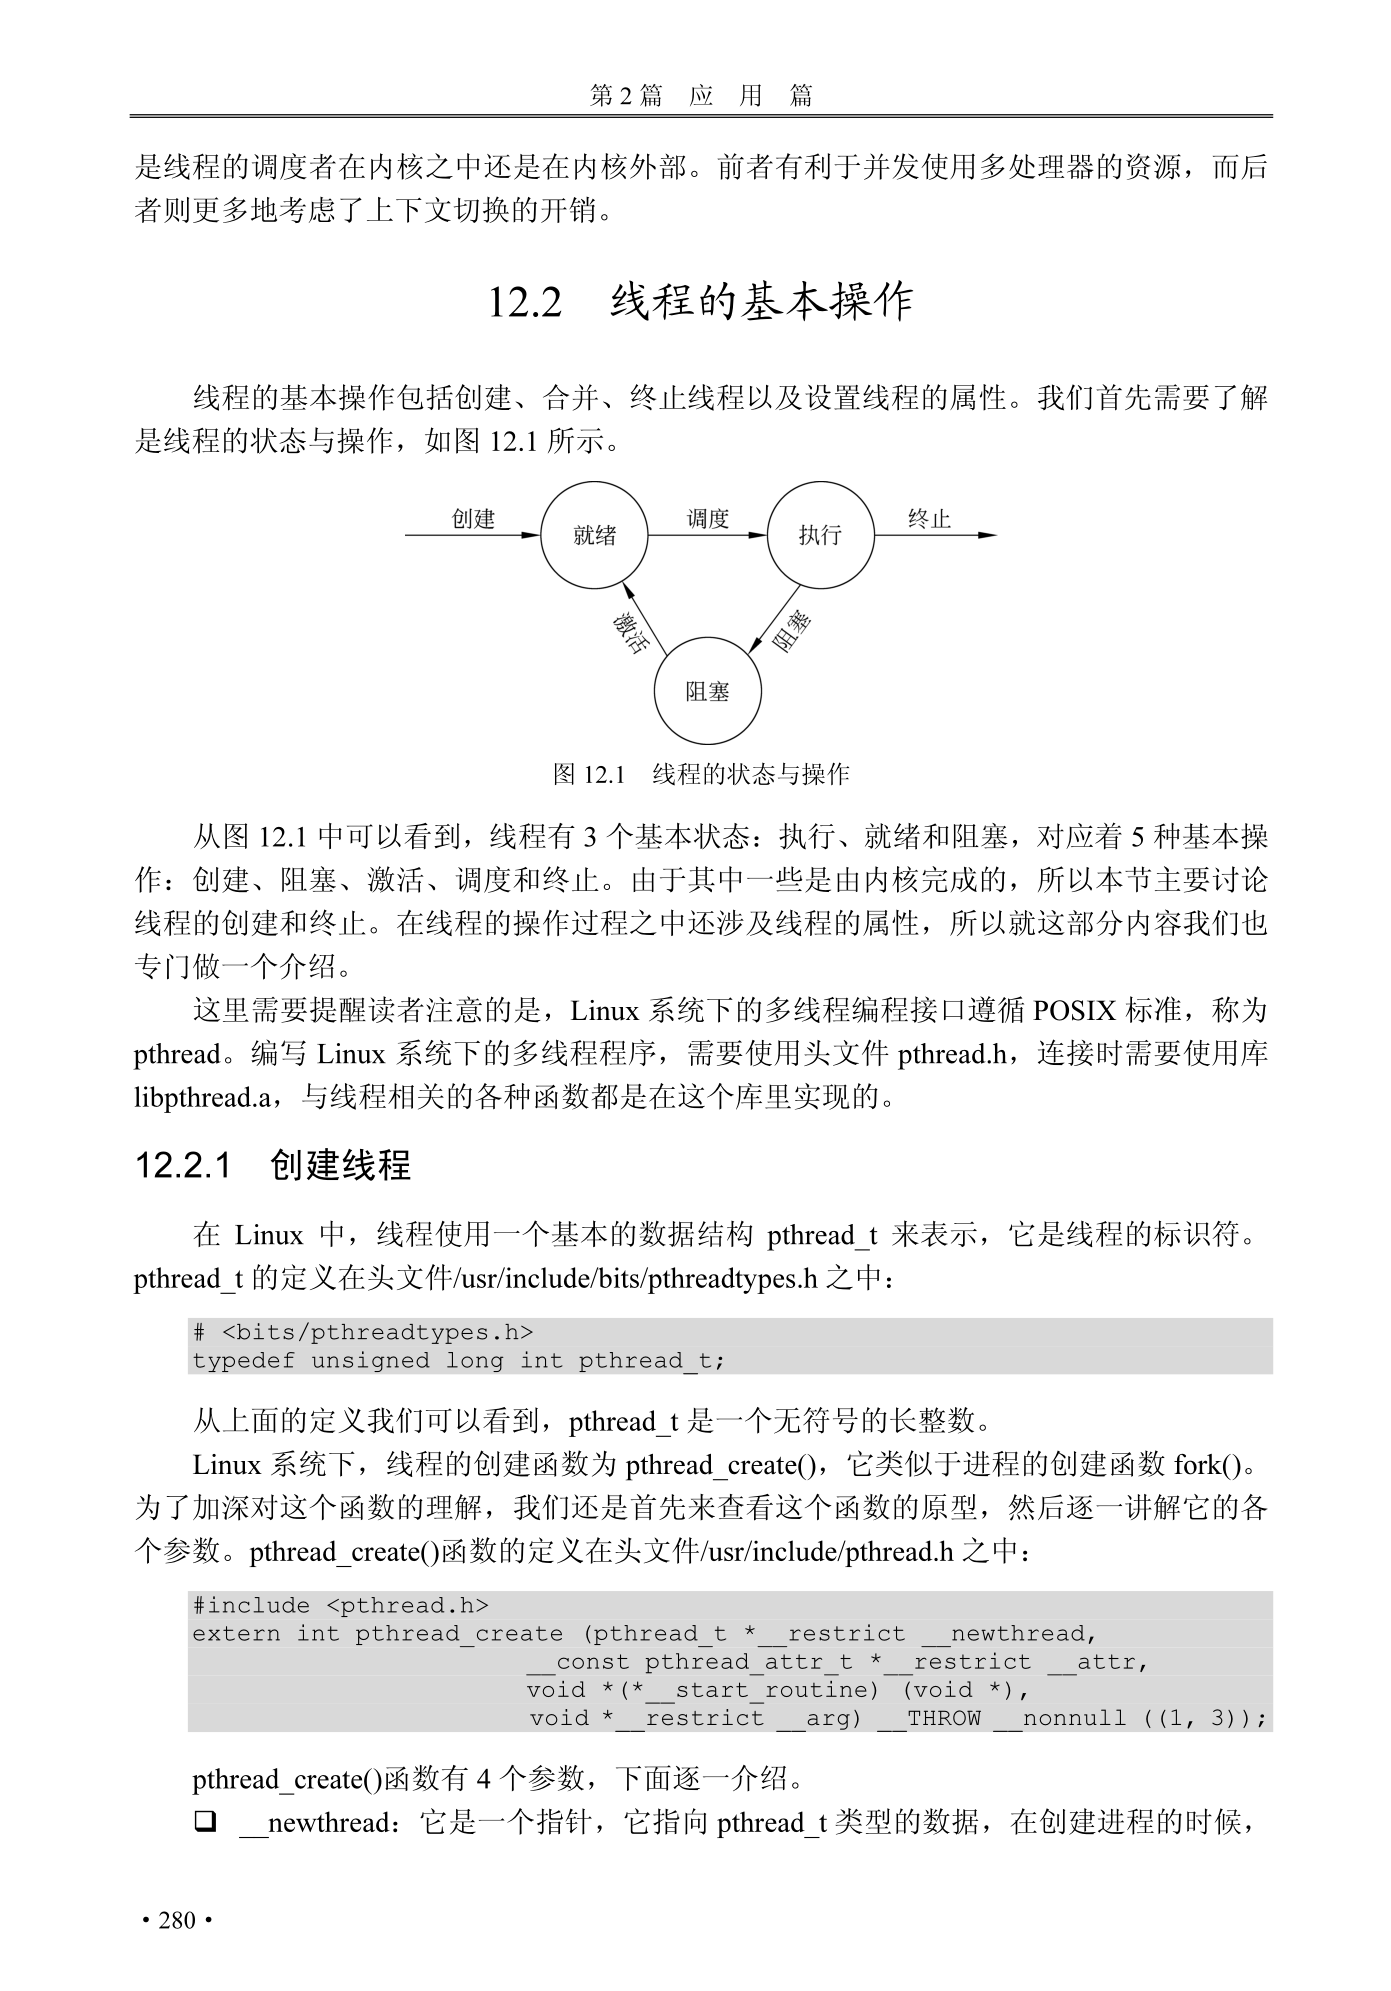 第 2 篇　应　用　篇
是线程的调度者在内核之中还是在内核外部。前者有利于并发使用多处理器的资源，而后
者则更多地考虑了上下文切换的开销。
12.2　线程的基本操作
线程的基本操作包括创建、合并、终止线程以及设置线程的属性。我们首先需要了解
是线程的状态与操作，如图 12.1 所示。
创建
就绪
调度
执行
终止
激活
阻塞
阻塞
图 12.1　线程的状态与操作
从图 12.1 中可以看到，线程有 3 个基本状态：执行、就绪和阻塞，对应着 5 种基本操
作：创建、阻塞、激活、调度和终止。由于其中一些是由内核完成的，所以本节主要讨论
线程的创建和终止。在线程的操作过程之中还涉及线程的属性，所以就这部分内容我们也
专门做一个介绍。
这里需要提醒读者注意的是，Linux 系统下的多线程编程接口遵循 POSIX 标准，称为
pthread。编写 Linux 系统下的多线程程序，需要使用头文件 pthread.h，连接时需要使用库
libpthread.a，与线程相关的各种函数都是在这个库里实现的。
12.2.1　创建线程
在 Linux 中，线程使用一个基本的数据结构 pthread_t 来表示，它是线程的标识符。
pthread_t 的定义在头文件/usr/include/bits/pthreadtypes.h 之中：
# <bits/pthreadtypes.h>
typedef unsigned long int pthread_t;
从上面的定义我们可以看到，pthread_t 是一个无符号的长整数。
Linux 系统下，线程的创建函数为 pthread_create()，它类似于进程的创建函数 fork()。
为了加深对这个函数的理解，我们还是首先来查看这个函数的原型，然后逐一讲解它的各
个参数。pthread_create()函数的定义在头文件/usr/include/pthread.h 之中：
#include <pthread.h>
extern int pthread_create (pthread_t *__restrict __newthread,
__const pthread_attr_t *__restrict __attr,
void *(*__start_routine) (void *),
void *__restrict __arg) __THROW __nonnull ((1, 3));
pthread_create()函数有 4 个参数，下面逐一介绍。
❑ __newthread：它是一个指针，它指向 pthread_t 类型的数据，在创建进程的时候，
· 280 ·